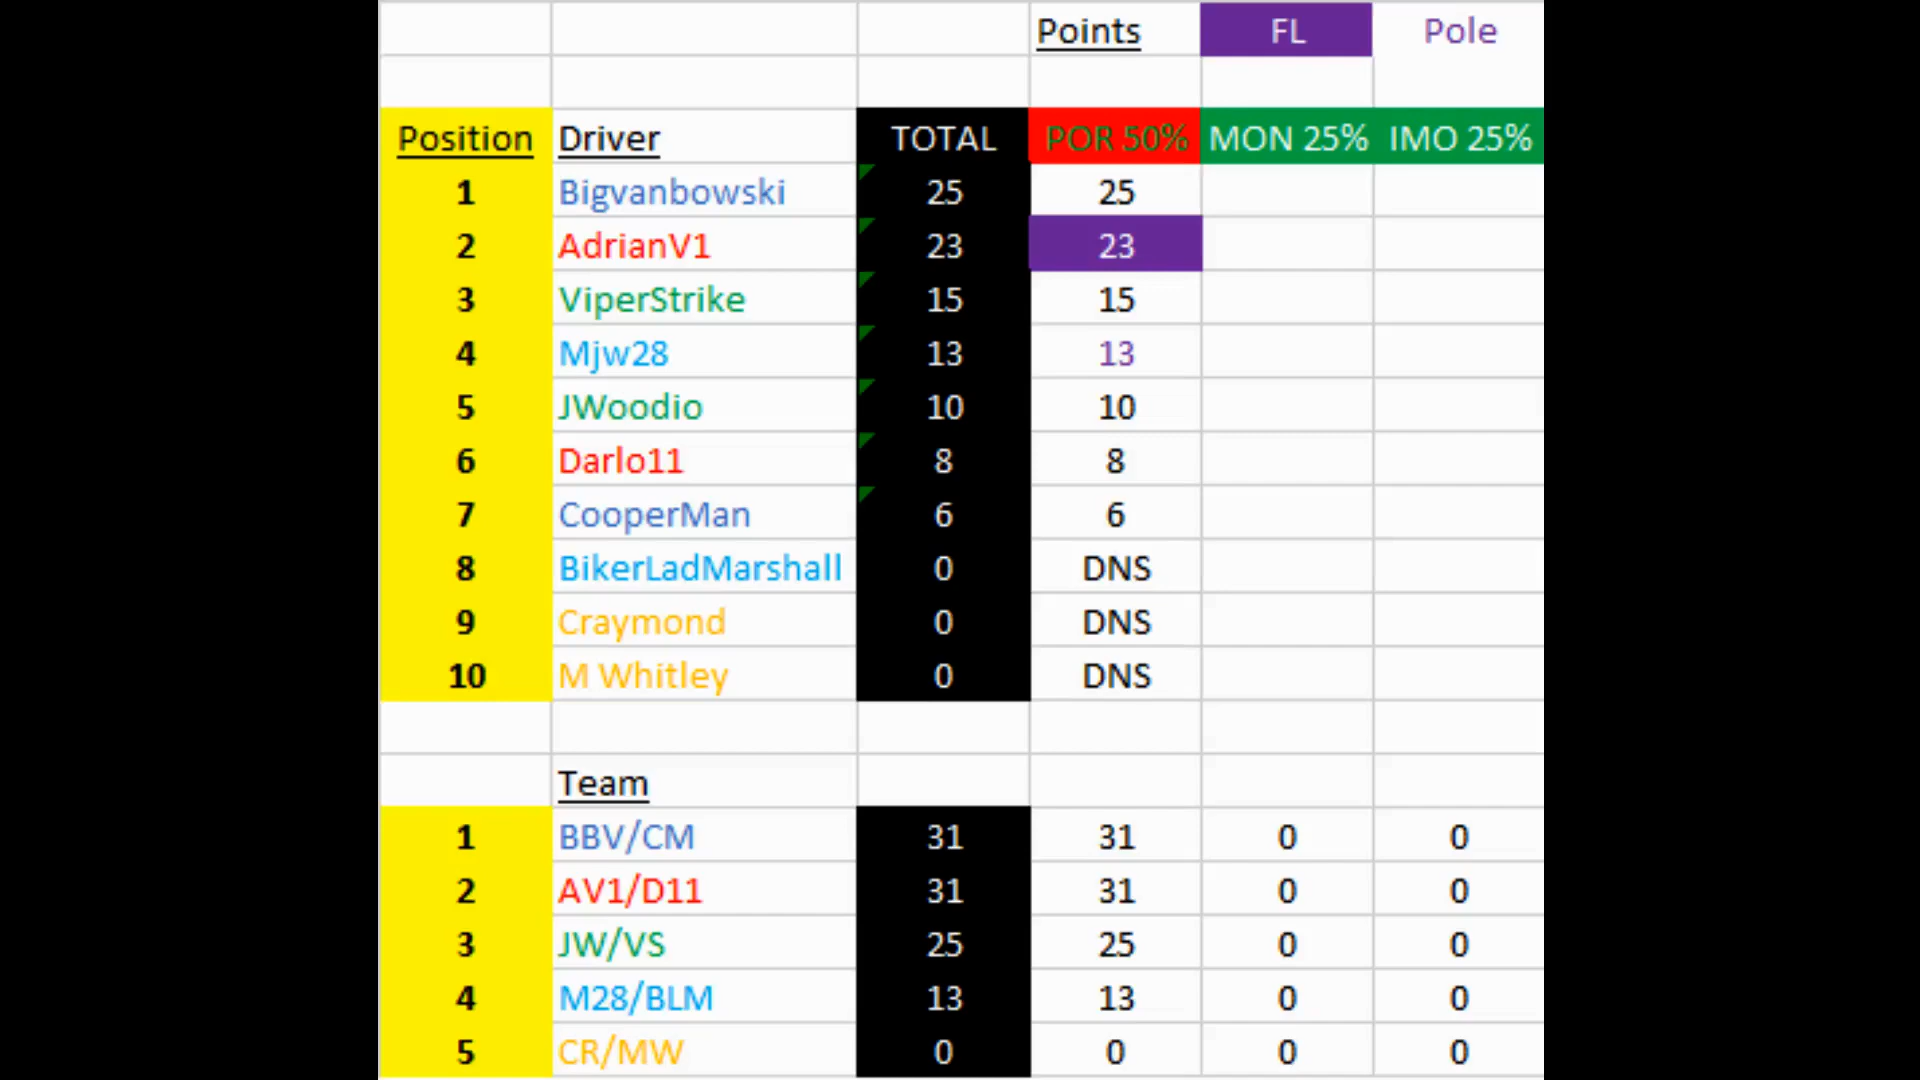 Points FL Pole
Position Driver TOTAL POR 50% MON 25% IMO 25%
1 Bigvanbowski 25 25
2 AdrianV1 23 23
3 ViperStrike 15 15
4 Mjw28 13 13
5 JWoodio 10 10
6 Darlo11 8 8
7 CooperMan 6 6
8 BikerLadMarshall 0 DNS
9 Craymond 0 DNS
10 M Whitley 0 DNS
Team
1 BBV/CM 31 31 0 0
2 AV1/D11 31 31 0 0
3 JW/VS 25 25 0 0
4 M28/BLM 13 13 0 0
5 CR/MW 0 0 0 0